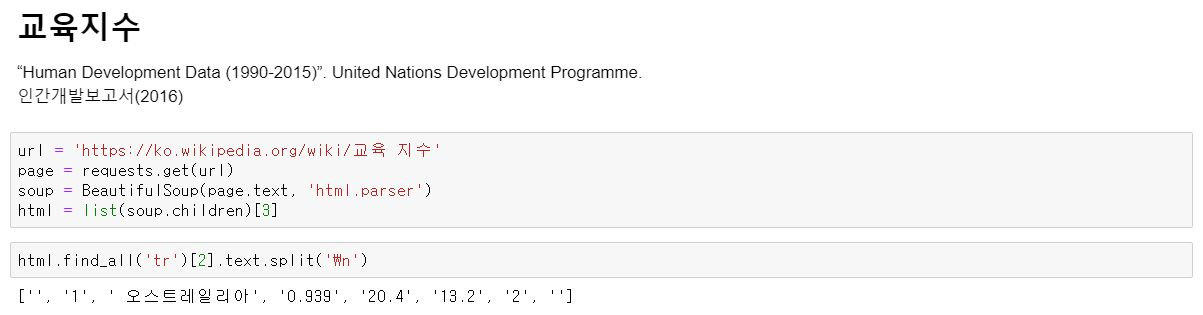 교육지수
“Human Development Data (1990-2015)”. United Nations Development Programme.
인간개발보고서(2016)
url = 'https://ko.wikipedia.org/wiki/교육 지수'
page = requests.get(url)
soup = BeautifulSoup(page.text, 'html.parser')
html = list(soup.children)[3]
html.find_all('tr')[2].text.split('₩n')
['', '1', ' 오스트레일리아', '0.939', '20.4', '13.2', '2', '']